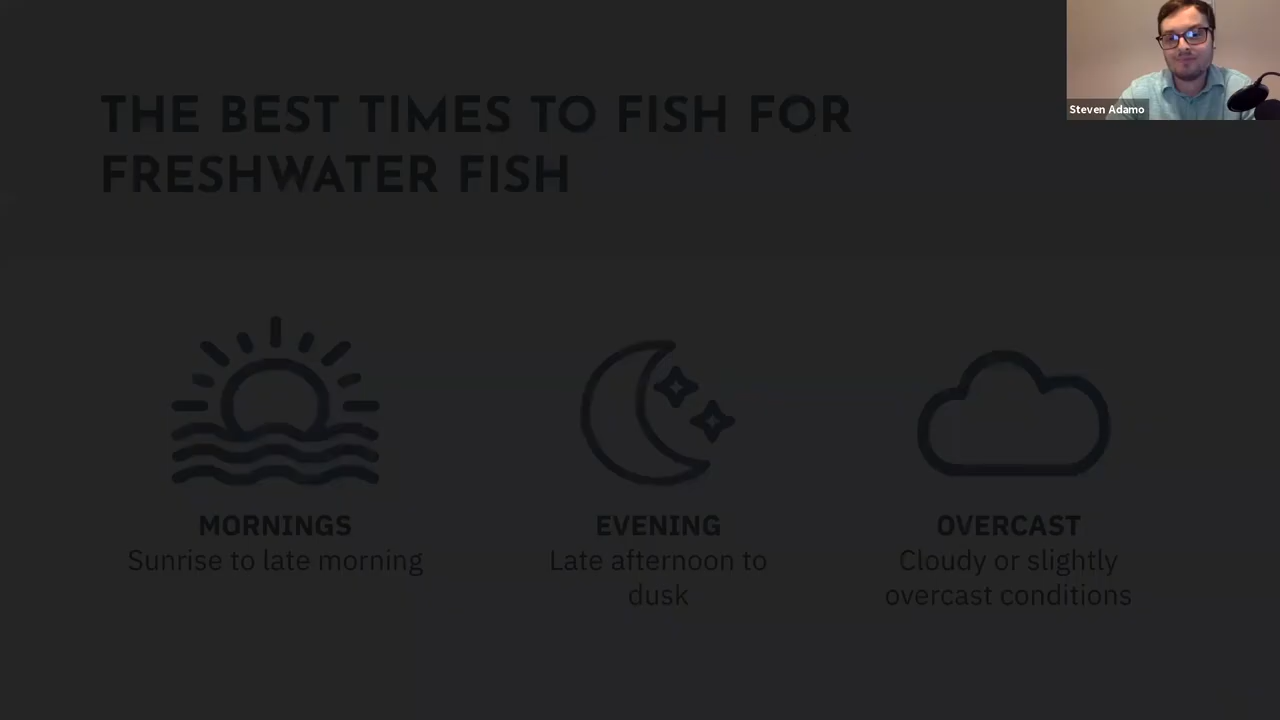 Steven Adamo
THE BEST TIMES TO FISH FOR
FRESHWATER FISH
MORNINGS
Sunrise to late morning
EVENING
Late afternoon to
dusk
OVERCAST
Cloudy or slightly
overcast conditions